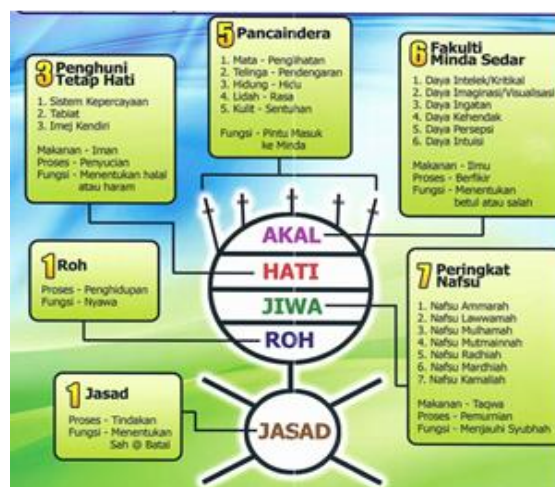 5 Pancaindera
1. Mata - Penglihatan
2. Telinga - Pendengaran
3. Hidung - Hidu
4. Lidah - Rasa
5. Kulit - Sentuhan
Fungsi - Pintu Masuk
ke Minda
3 Penghuni
Tetap Hati
1. Sistem Kepercayaan
2. Tabiat
3. Imej Kendiri
Makanan - Iman
Proses - Penyucian
Fungsi - Menentukan halal
atau haram
6 Fakulti
Minda Sedar
1. Daya Intelek/Kritikal
2. Daya Imaginasi/Visualisasi
3. Daya Ingatan
4. Daya Kehendak
5. Daya Persepsi
6. Daya Intuisi
Makanan - Ilmu
Proses - Berfikir
Fungsi - Menentukan
betul atau salah
AKAL
HATI
JIWA
ROH
JASAD
1 Roh
Proses - Penghidupan
Fungsi - Nyawa
1 Jasad
Proses - Tindakan
Fungsi - Menentukan
Sah @ Batal
7 Peringkat
Nafsu
1. Nafsu Ammarah
2. Nafsu Lawwamah
3. Nafsu Mulhamah
4. Nafsu Mutmainnah
5. Nafsu Radhiah
6. Nafsu Mardhiah
7. Nafsu Kamallah
Makanan - Taqwa
Proses - Pemurnian
Fungsi - Menjauhi Syubhah